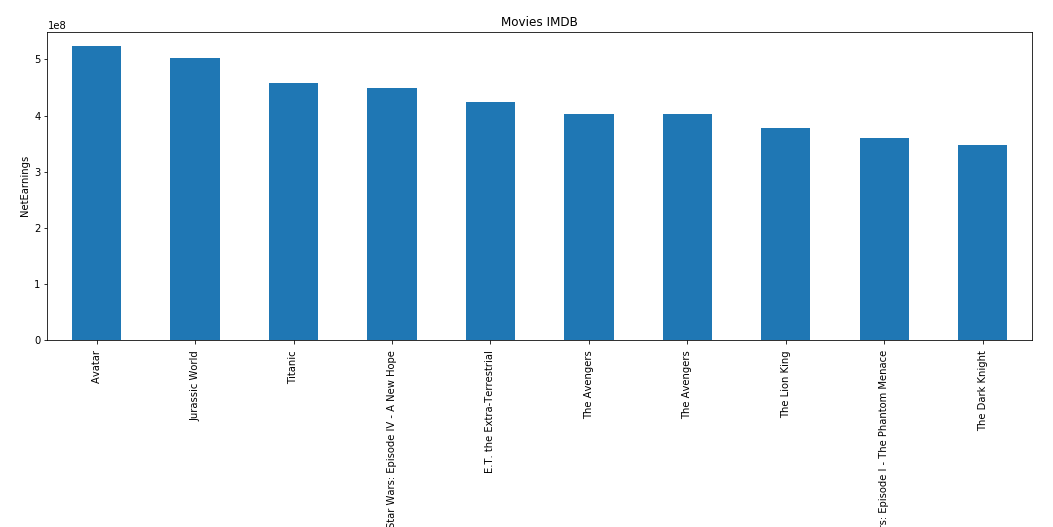 Movies IMDB
1e8
NetEarnings
5
4
3
2
1
0
Avatar
Jurassic World
Titanic
Star Wars: Episode IV - A New Hope
E.T. the Extra-Terrestrial
The Avengers
The Avengers
The Lion King
rs: Episode I - The Phantom Menace
The Dark Knight